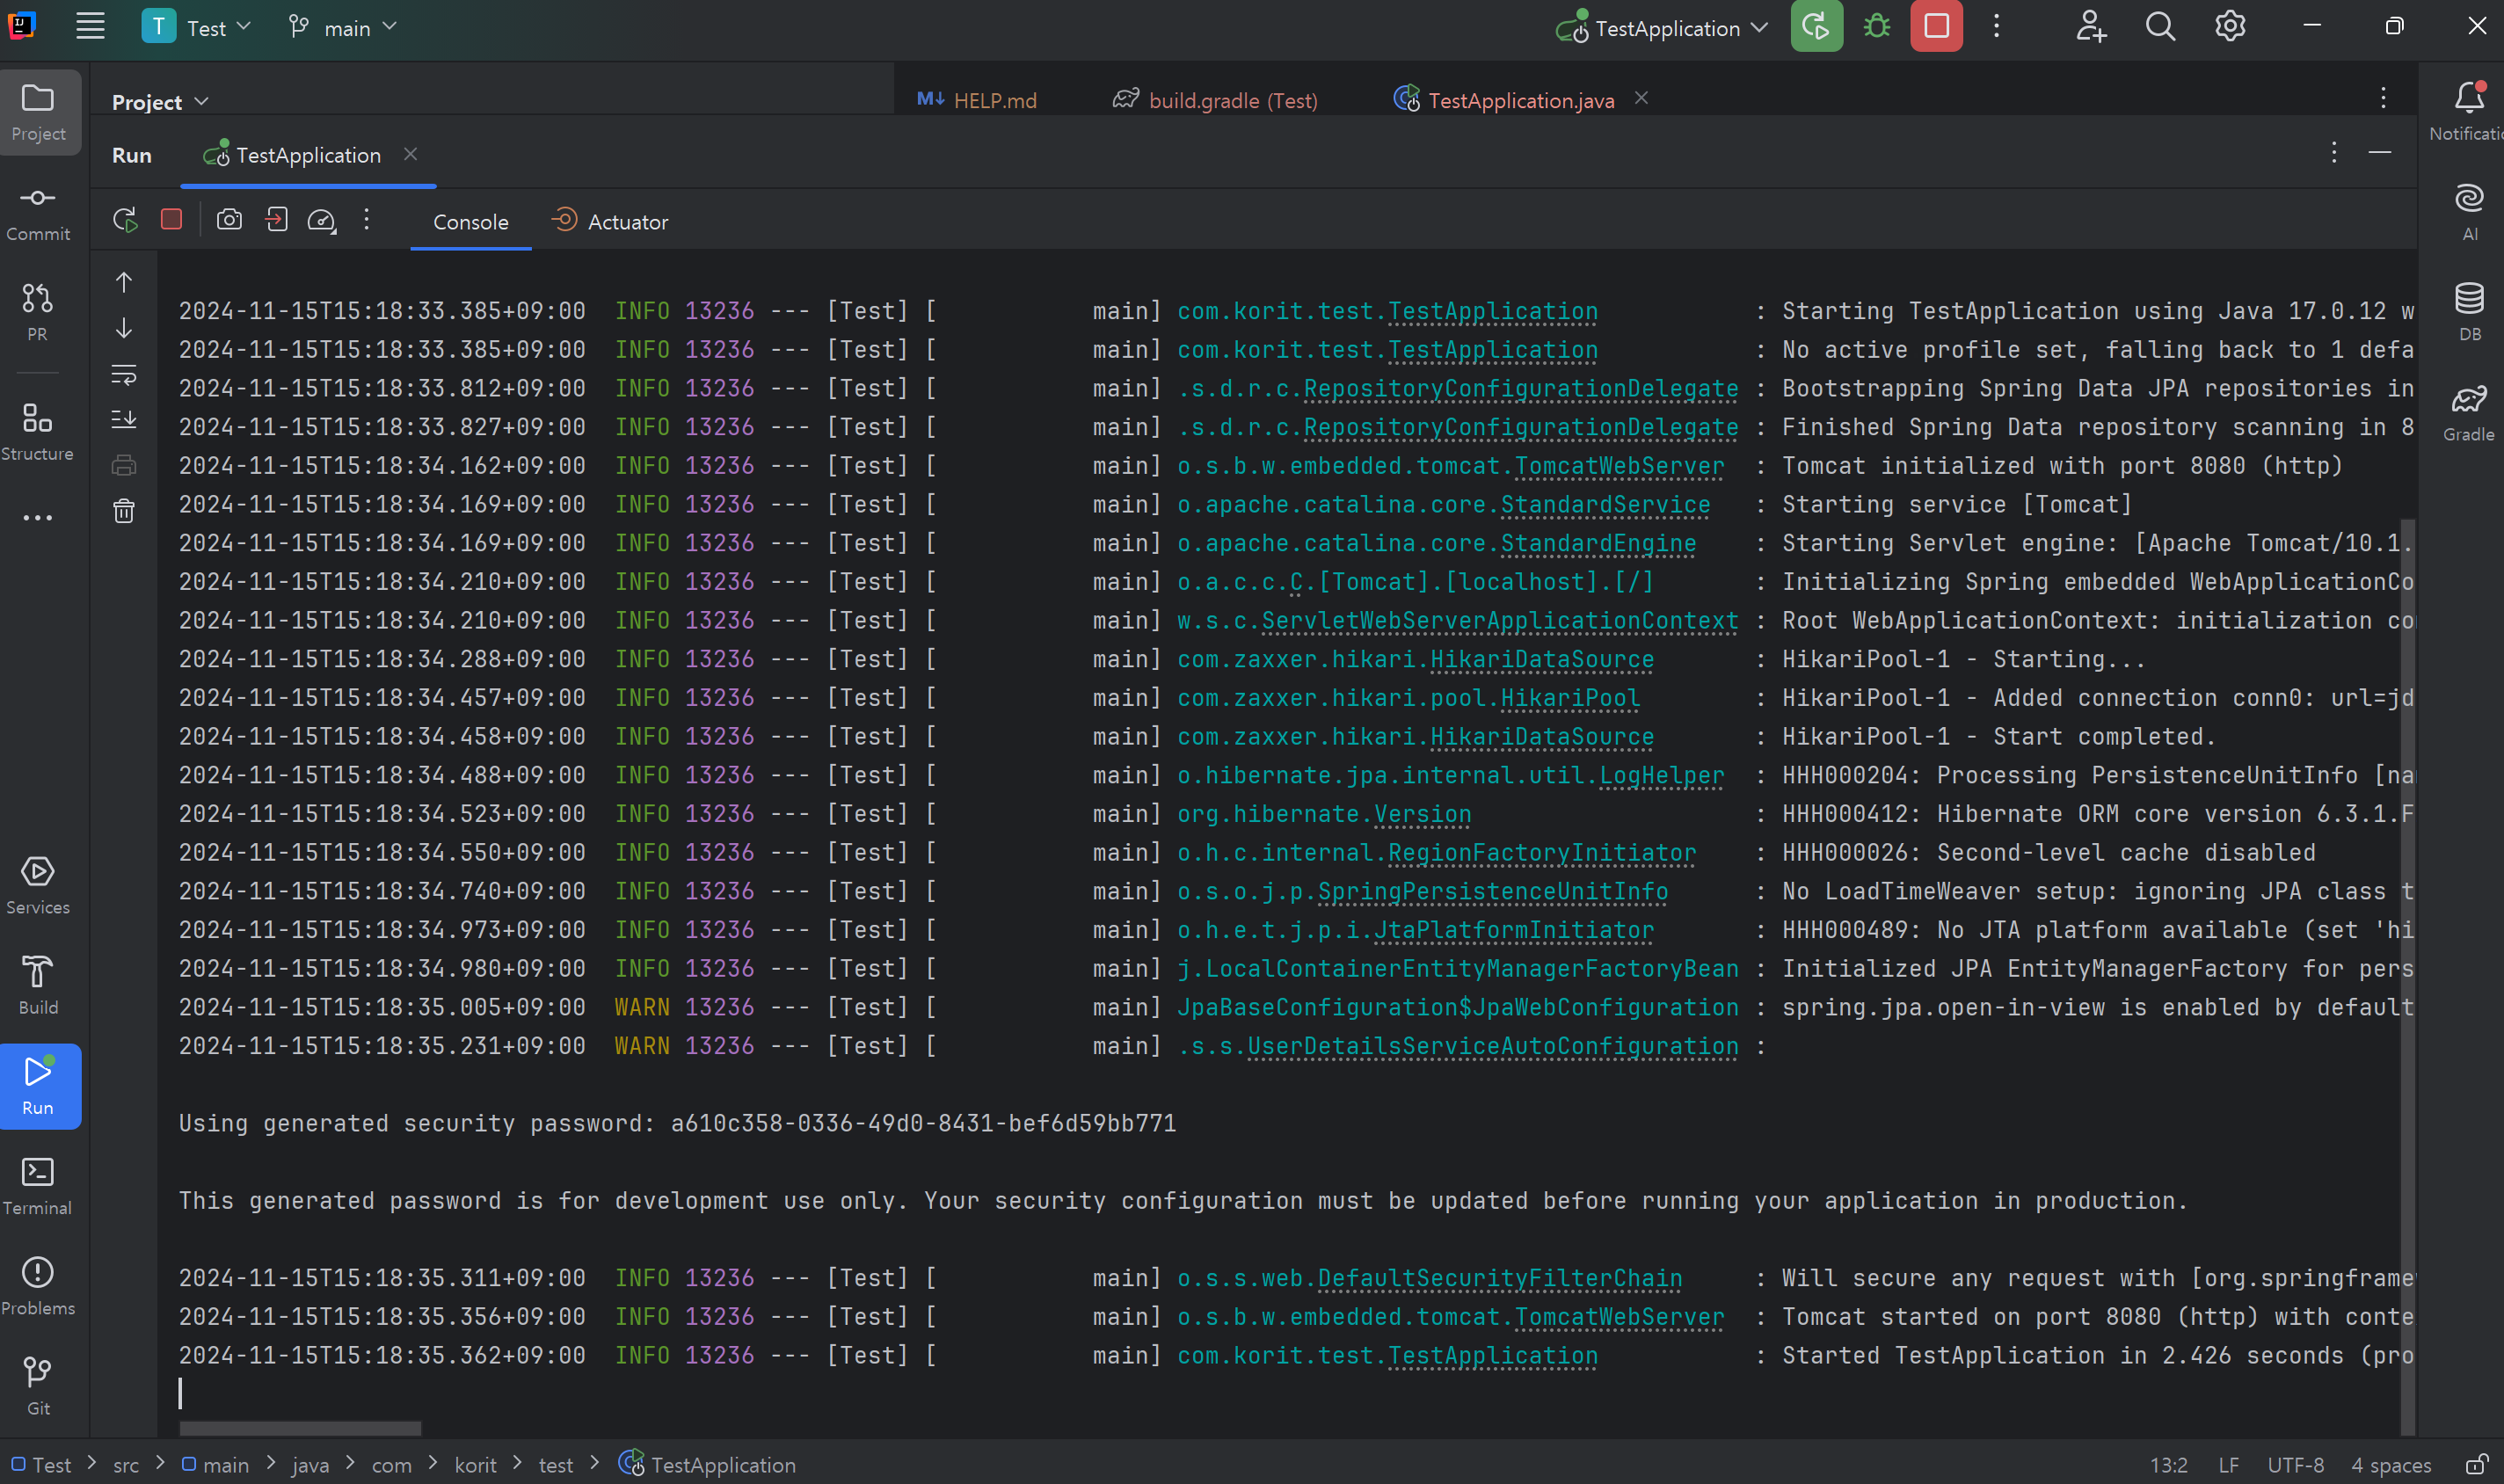 T Test main TestApplication
Project HELP.md build.gradle (Test) TestApplication.java
Project
Notificatio
Run TestApplication
Commit
Console Actuator
AI
PR
DB
Structure
Gradle
2024-11-15T15:18:33.385+09:00 INFO 13236 --- [Test] [ main] com.korit.test.TestApplication : Starting TestApplication using Java 17.0.12 w
2024-11-15T15:18:33.385+09:00 INFO 13236 --- [Test] [ main] com.korit.test.TestApplication : No active profile set, falling back to 1 defa
2024-11-15T15:18:33.812+09:00 INFO 13236 --- [Test] [ main] .s.d.r.c.RepositoryConfigurationDelegate : Bootstrapping Spring Data JPA repositories in
2024-11-15T15:18:33.827+09:00 INFO 13236 --- [Test] [ main] .s.d.r.c.RepositoryConfigurationDelegate : Finished Spring Data repository scanning in 8
2024-11-15T15:18:34.162+09:00 INFO 13236 --- [Test] [ main] o.s.b.w.embedded.tomcat.TomcatWebServer : Tomcat initialized with port 8080 (http)
2024-11-15T15:18:34.169+09:00 INFO 13236 --- [Test] [ main] o.apache.catalina.core.StandardService : Starting service [Tomcat]
2024-11-15T15:18:34.169+09:00 INFO 13236 --- [Test] [ main] o.apache.catalina.core.StandardEngine : Starting Servlet engine: [Apache Tomcat/10.1.
2024-11-15T15:18:34.210+09:00 INFO 13236 --- [Test] [ main] o.a.c.c.C.[Tomcat].[localhost].[/] : Initializing Spring embedded WebApplicationCo
2024-11-15T15:18:34.210+09:00 INFO 13236 --- [Test] [ main] w.s.c.ServletWebServerApplicationContext : Root WebApplicationContext: initialization co
2024-11-15T15:18:34.288+09:00 INFO 13236 --- [Test] [ main] com.zaxxer.hikari.HikariDataSource : HikariPool-1 - Starting...
2024-11-15T15:18:34.457+09:00 INFO 13236 --- [Test] [ main] com.zaxxer.hikari.pool.HikariPool : HikariPool-1 - Added connection conn0: url=jd
2024-11-15T15:18:34.458+09:00 INFO 13236 --- [Test] [ main] com.zaxxer.hikari.HikariDataSource : HikariPool-1 - Start completed.
2024-11-15T15:18:34.488+09:00 INFO 13236 --- [Test] [ main] o.hibernate.jpa.internal.util.LogHelper : HHH000204: Processing PersistenceUnitInfo [na
2024-11-15T15:18:34.523+09:00 INFO 13236 --- [Test] [ main] org.hibernate.Version : HHH000412: Hibernate ORM core version 6.3.1.F
2024-11-15T15:18:34.550+09:00 INFO 13236 --- [Test] [ main] o.h.c.internal.RegionFactoryInitiator : HHH000026: Second-level cache disabled
2024-11-15T15:18:34.740+09:00 INFO 13236 --- [Test] [ main] o.s.o.j.p.SpringPersistenceUnitInfo : No LoadTimeWeaver setup: ignoring JPA class t
2024-11-15T15:18:34.973+09:00 INFO 13236 --- [Test] [ main] o.h.e.t.j.p.i.JtaPlatformInitiator : HHH000489: No JTA platform available (set 'hi
2024-11-15T15:18:34.980+09:00 INFO 13236 --- [Test] [ main] j.LocalContainerEntityManagerFactoryBean : Initialized JPA EntityManagerFactory for pers
2024-11-15T15:18:35.005+09:00 WARN 13236 --- [Test] [ main] JpaBaseConfiguration$JpaWebConfiguration : spring.jpa.open-in-view is enabled by default
2024-11-15T15:18:35.231+09:00 WARN 13236 --- [Test] [ main] .s.s.UserDetailsServiceAutoConfiguration :
Using generated security password: a610c358-0336-49d0-8431-bef6d59bb771
This generated password is for development use only. Your security configuration must be updated before running your application in production.
2024-11-15T15:18:35.311+09:00 INFO 13236 --- [Test] [ main] o.s.s.web.DefaultSecurityFilterChain : Will secure any request with [org.springframe
2024-11-15T15:18:35.356+09:00 INFO 13236 --- [Test] [ main] o.s.b.w.embedded.tomcat.TomcatWebServer : Tomcat started on port 8080 (http) with conte
2024-11-15T15:18:35.362+09:00 INFO 13236 --- [Test] [ main] com.korit.test.TestApplication : Started TestApplication in 2.426 seconds (pro
Services
Build
Run
Terminal
Problems
Git
Test > src > main > java > com > korit > test > TestApplication 13:2 LF UTF-8 4 spaces